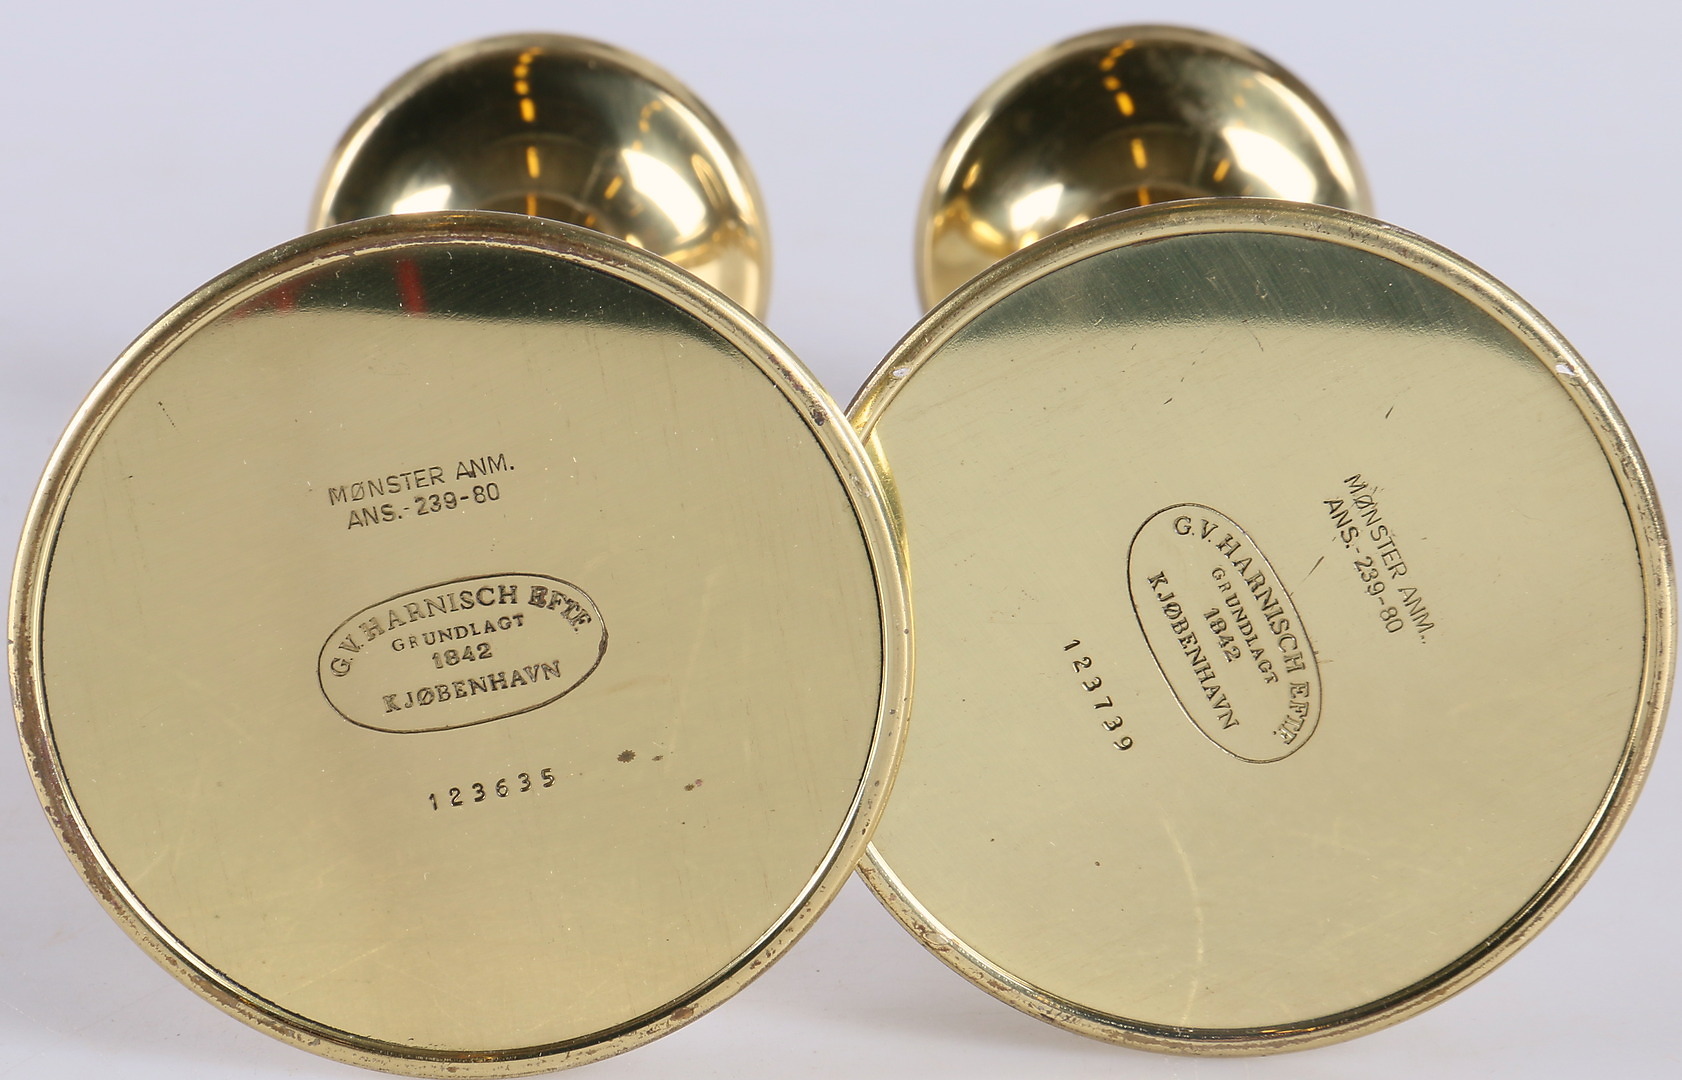 MØNSTER ANM.
ANS.-239-80
G.V. HARNISCH EFTF.
GRUNDLAGT
1842
KJØBENHAVN
123635
MØNSTER ANM.
ANS.-239-80
G.V. HARNISCH EFTF.
GRUNDLAGT
1842
KJØBENHAVN
123739